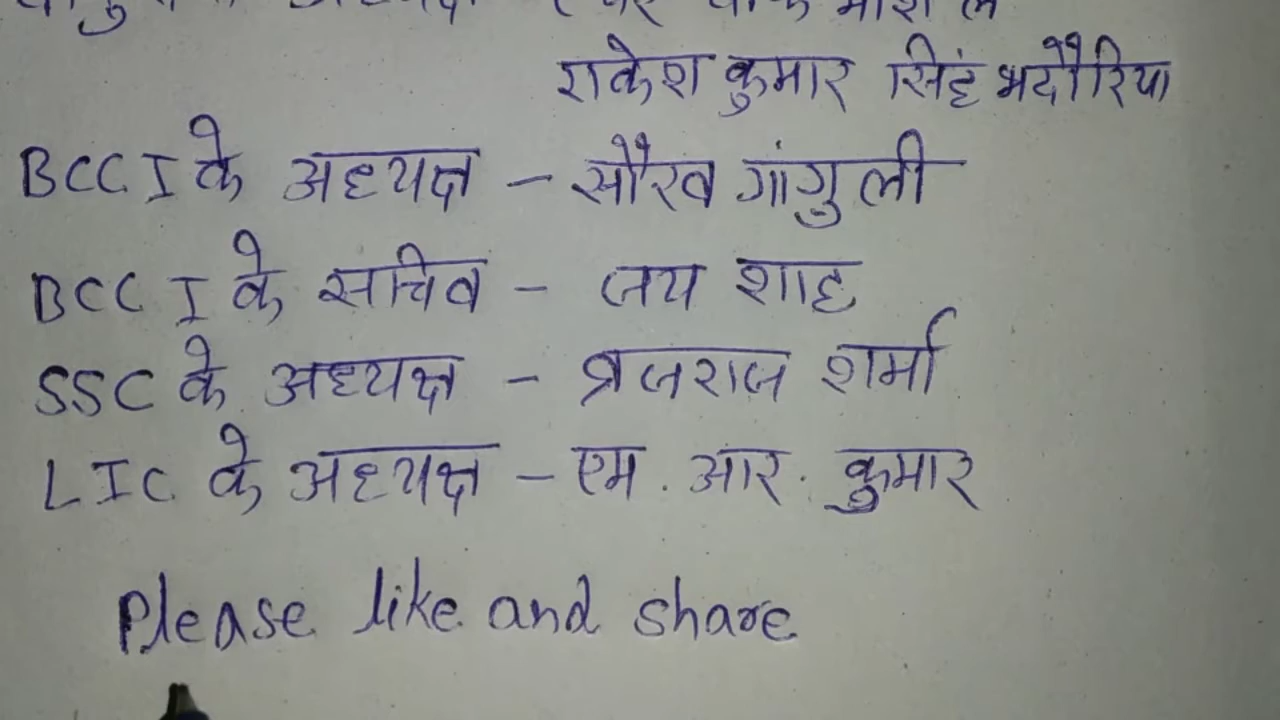 राकेश कुमार सिंह भदौरिया
BCCI के अध्यक्ष - सौरव गांगुली
BCCI के सचिव - जय शाह
SSC के अध्यक्ष - ब्रजराज शर्मा
LIC के अध्यक्ष - एम. आर. कुमार
Please like and share